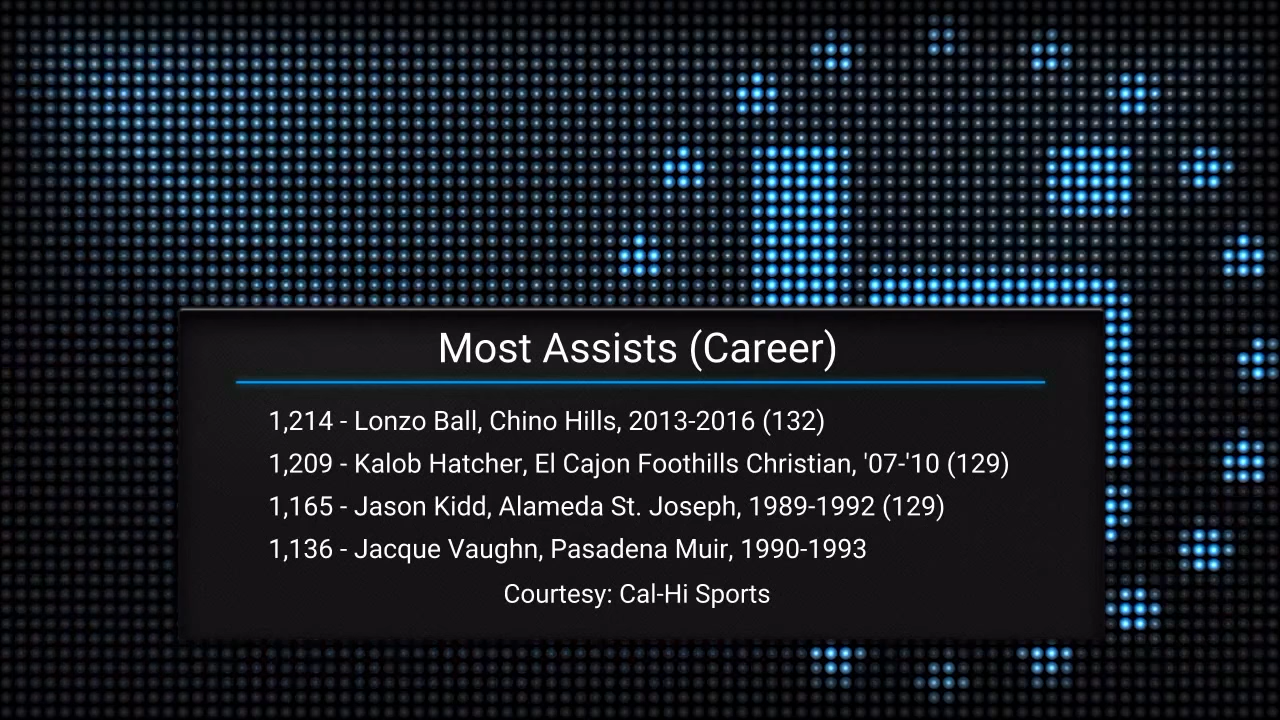 Most Assists (Career)
1,214 - Lonzo Ball, Chino Hills, 2013-2016 (132)
1,209 - Kalob Hatcher, El Cajon Foothills Christian, '07-'10 (129)
1,165 - Jason Kidd, Alameda St. Joseph, 1989-1992 (129)
1,136 - Jacque Vaughn, Pasadena Muir, 1990-1993
Courtesy: Cal-Hi Sports